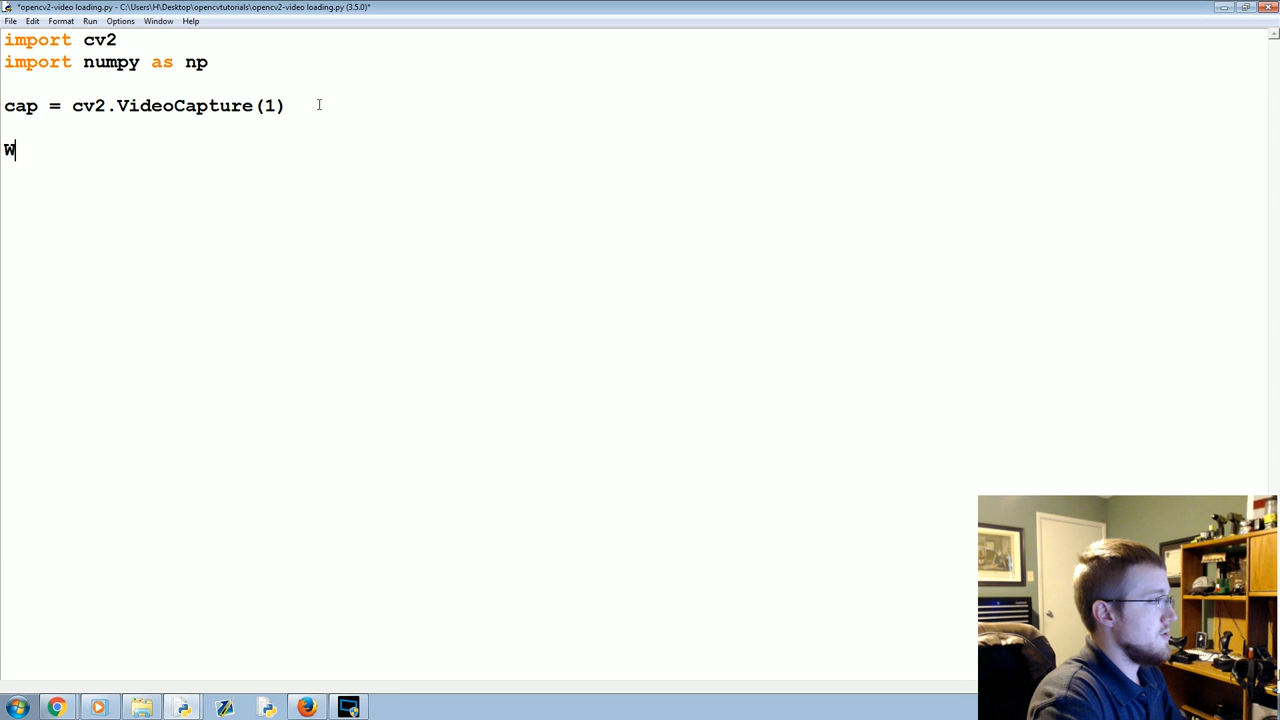 *opencv2-video loading.py - C:\Users\H\Desktop\opencvtutorials\opencv2-video loading.py (3.5.0)*
File Edit Format Run Options Window Help
import cv2
import numpy as np
cap = cv2.VideoCapture(1)
W